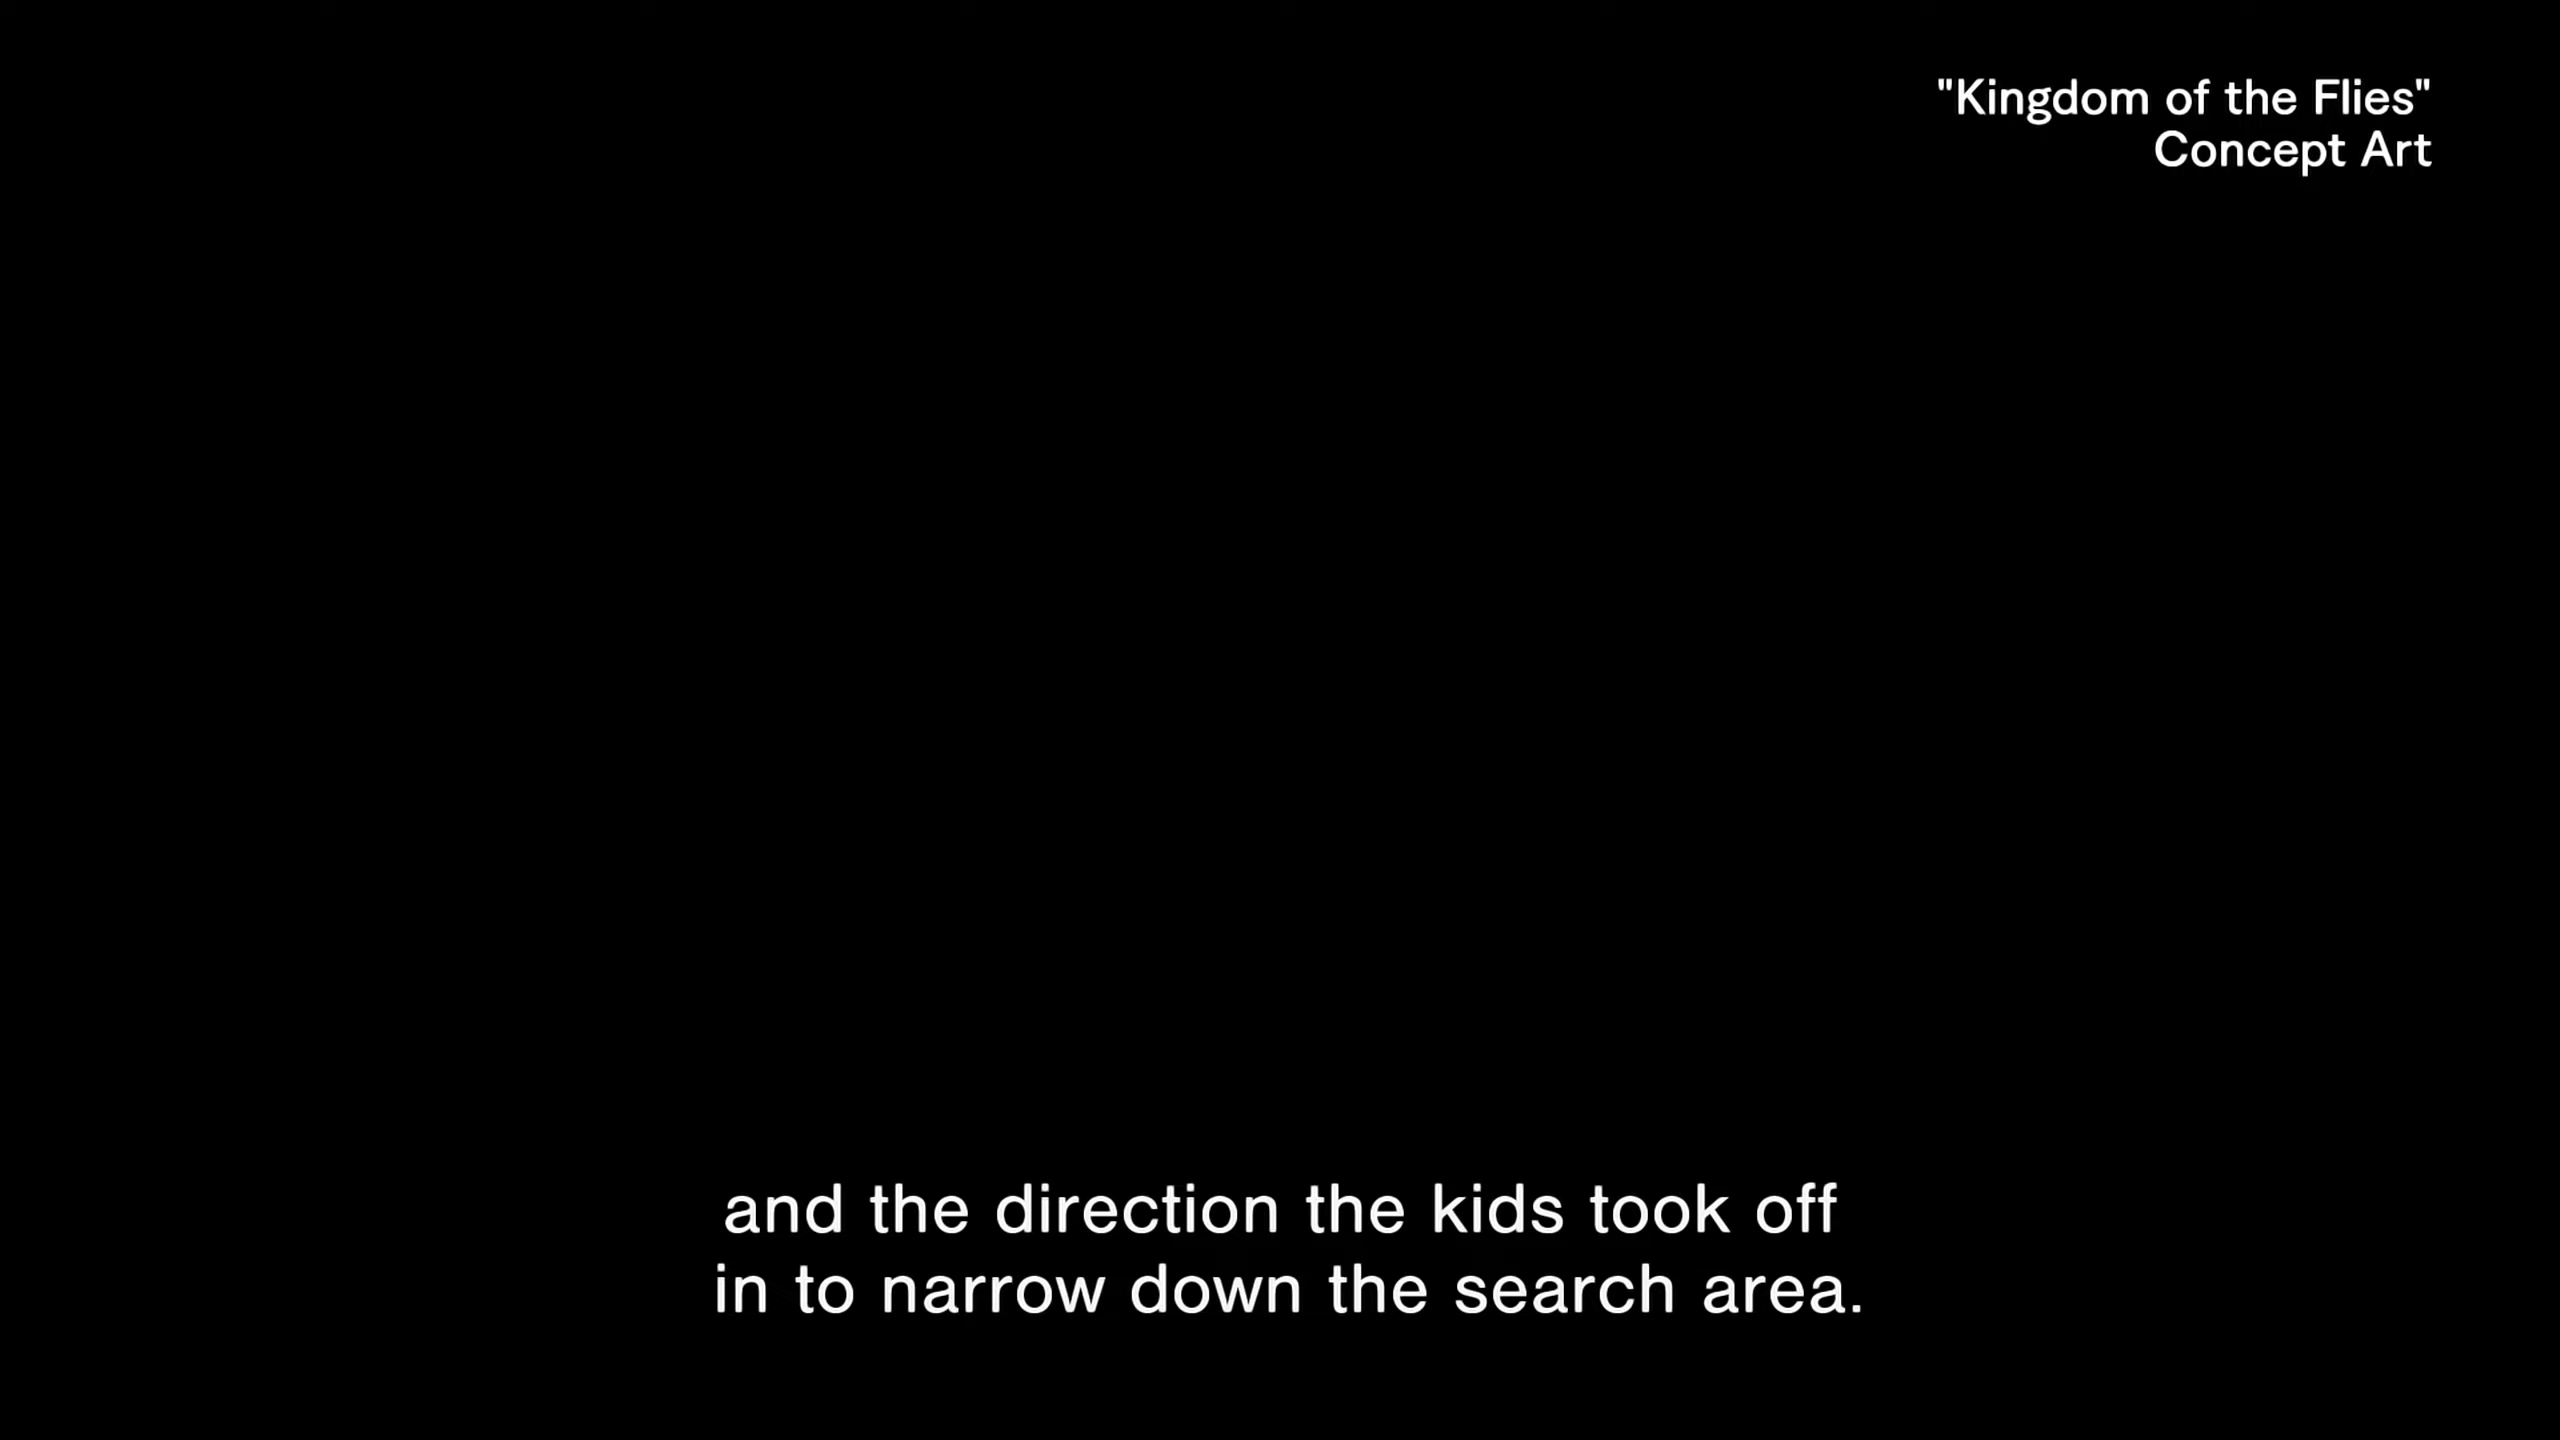 "Kingdom of the Flies"
Concept Art
and the direction the kids took off
in to narrow down the search area.